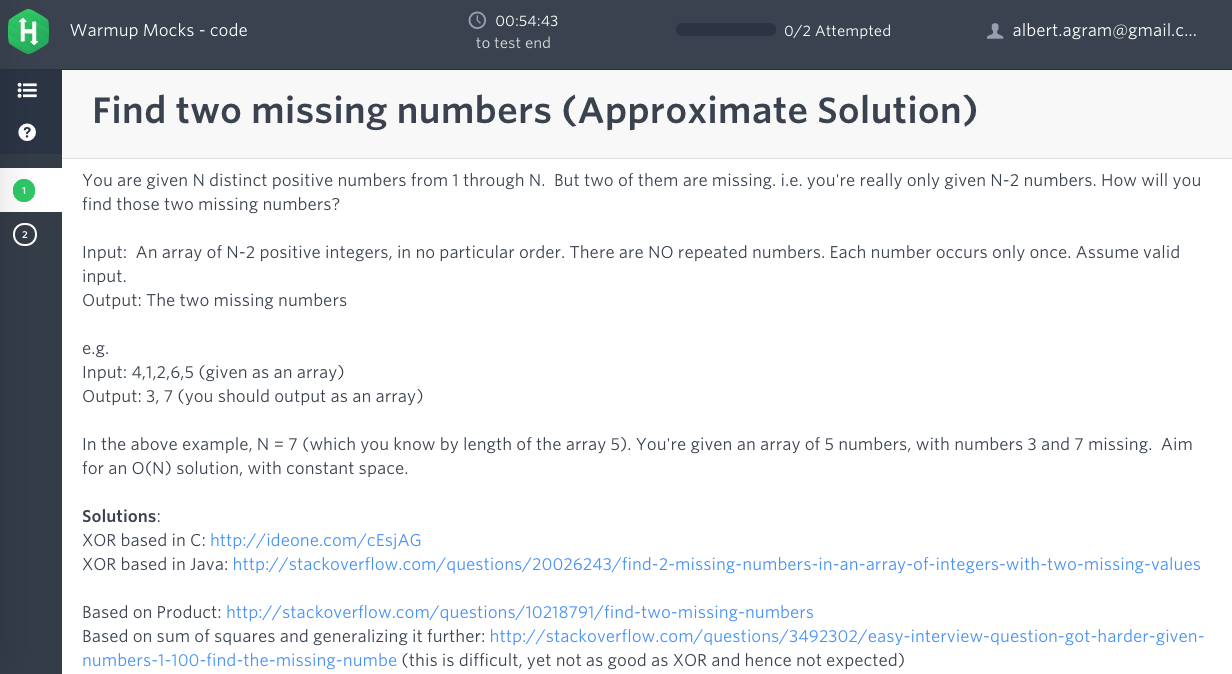 H Warmup Mocks - code 00:54:43 0/2 Attempted albert.agram@gmail.c...
to test end
Find two missing numbers (Approximate Solution)
?
1
2
You are given N distinct positive numbers from 1 through N.  But two of them are missing. i.e. you're really only given N-2 numbers. How will you
find those two missing numbers?
Input:  An array of N-2 positive integers, in no particular order. There are NO repeated numbers. Each number occurs only once. Assume valid
input.
Output: The two missing numbers
e.g.
Input: 4,1,2,6,5 (given as an array)
Output: 3, 7 (you should output as an array)
In the above example, N = 7 (which you know by length of the array 5). You're given an array of 5 numbers, with numbers 3 and 7 missing.  Aim
for an O(N) solution, with constant space.
Solutions:
XOR based in C: http://ideone.com/cEsjAG
XOR based in Java: http://stackoverflow.com/questions/20026243/find-2-missing-numbers-in-an-array-of-integers-with-two-missing-values
Based on Product: http://stackoverflow.com/questions/10218791/find-two-missing-numbers
Based on sum of squares and generalizing it further: http://stackoverflow.com/questions/3492302/easy-interview-question-got-harder-given-
numbers-1-100-find-the-missing-numbe (this is difficult, yet not as good as XOR and hence not expected)